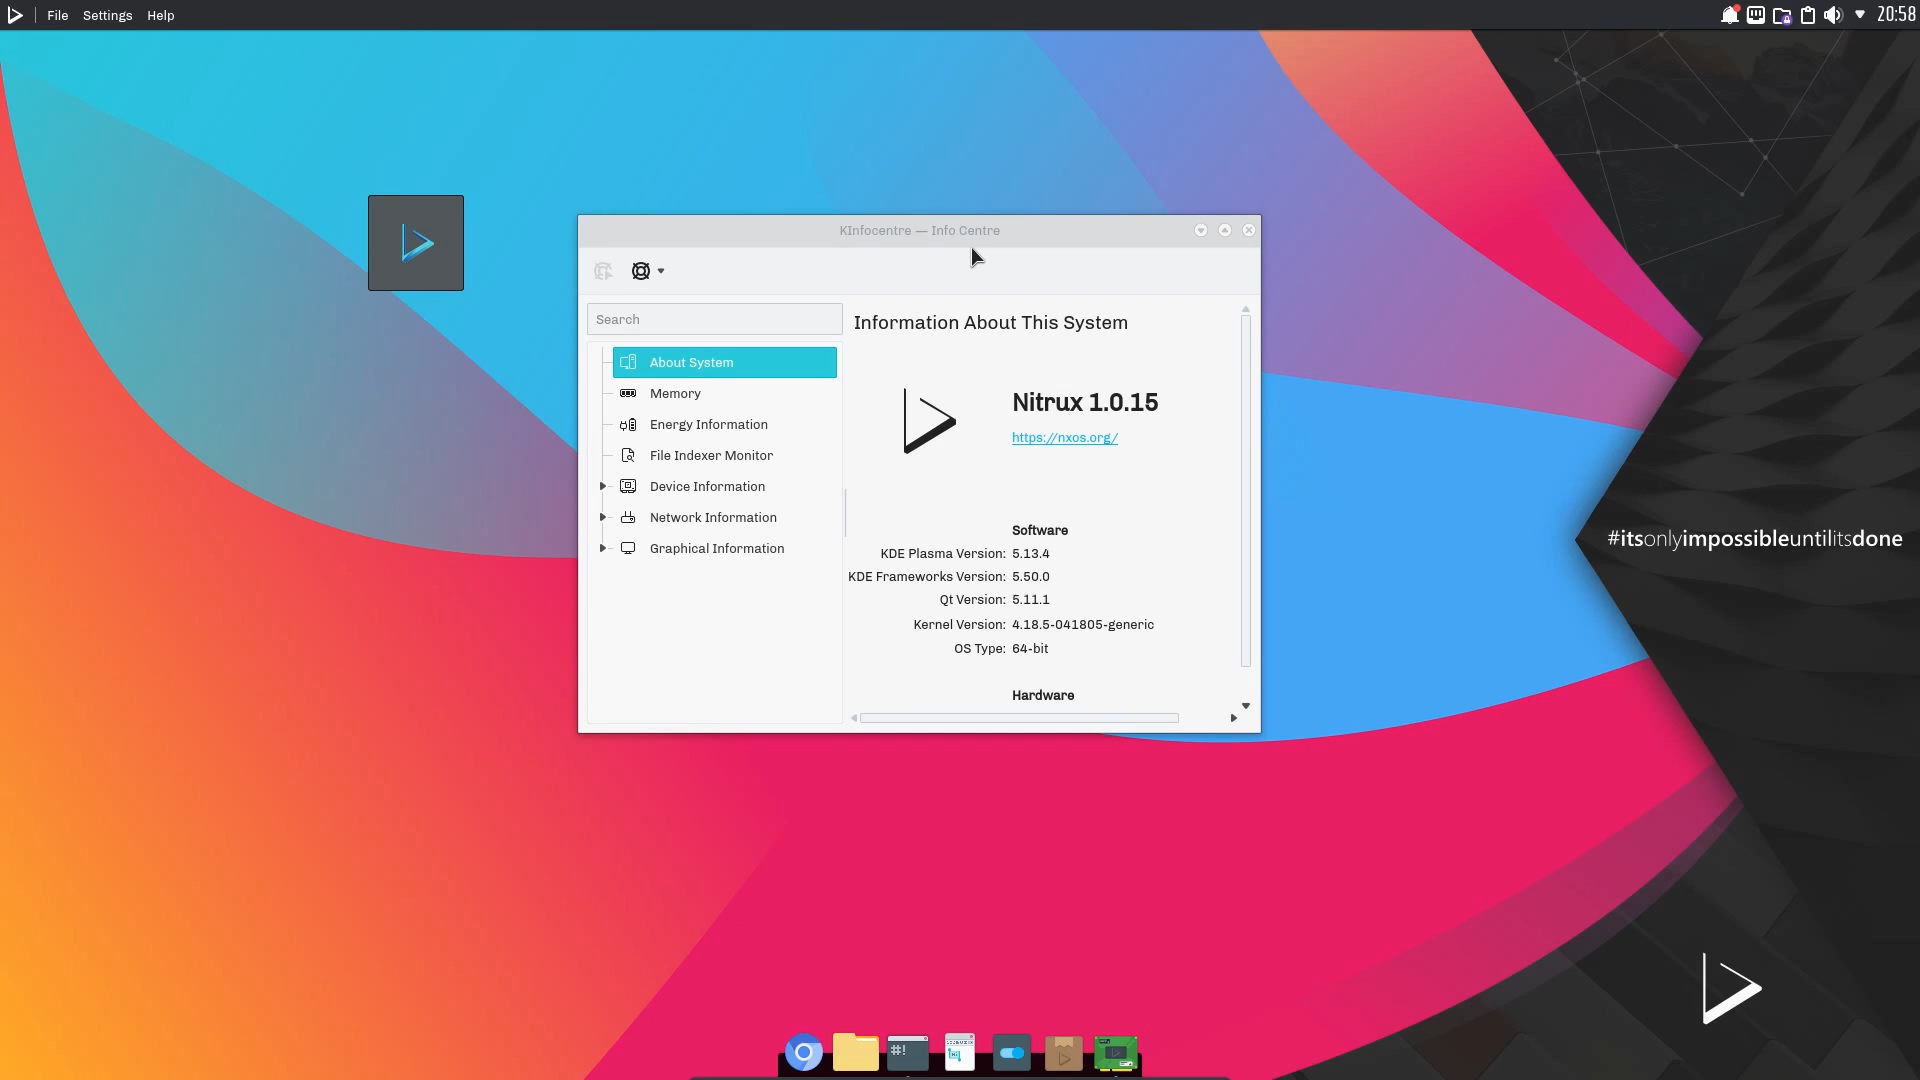 File Settings Help
20:58
KInfocentre — Info Centre
Search
About System
Memory
Energy Information
File Indexer Monitor
Device Information
Network Information
Graphical Information
Information About This System
Nitrux 1.0.15
https://nxos.org/
Software
KDE Plasma Version: 5.13.4
KDE Frameworks Version: 5.50.0
Qt Version: 5.11.1
Kernel Version: 4.18.5-041805-generic
OS Type: 64-bit
Hardware
#itsonlyimpossibleuntilitsdone
#!